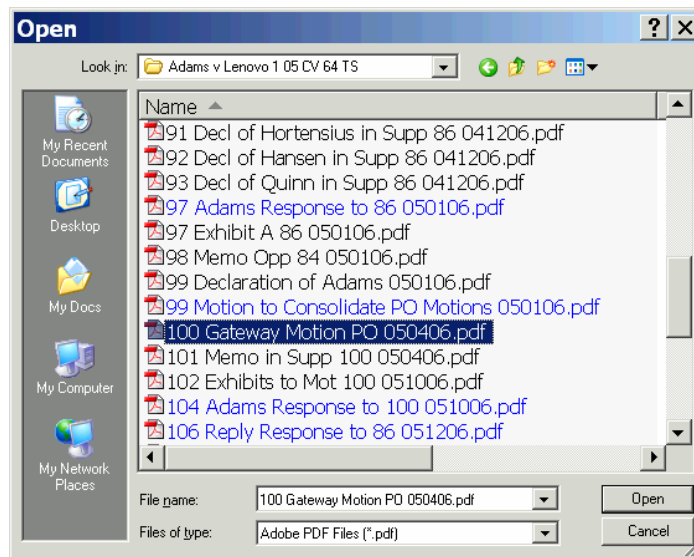 Open
Look in: Adams v Lenovo 1 05 CV 64 TS
Name
91 Decl of Hortensius in Supp 86 041206.pdf
92 Decl of Hansen in Supp 86 041206.pdf
93 Decl of Quinn in Supp 86 041206.pdf
97 Adams Response to 86 050106.pdf
97 Exhibit A 86 050106.pdf
98 Memo Opp 84 050106.pdf
99 Declaration of Adams 050106.pdf
99 Motion to Consolidate PO Motions 050106.pdf
100 Gateway Motion PO 050406.pdf
101 Memo in Supp 100 050406.pdf
102 Exhibits to Mot 100 051006.pdf
104 Adams Response to 100 051006.pdf
106 Reply Response to 86 051206.pdf
My Recent
Documents
Desktop
My Docs
My Computer
My Network
Places
File name: 100 Gateway Motion PO 050406.pdf Open
Files of type: Adobe PDF Files (*.pdf) Cancel